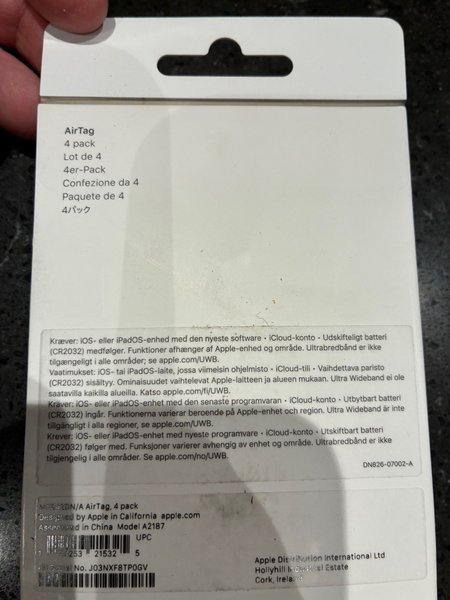 AirTag
4 pack
Lot de 4
4er-Pack
Confezione da 4
Paquete de 4
4パック
Kræver: iOS- eller iPadOS-enhed med den nyeste software • iCloud-konto • Udskifteligt batteri
(CR2032) medfølger. Funktioner afhænger af Apple-enhed og område. Ultrabredbånd er ikke
tilgængeligt i alle områder; se apple.com/UWB.
Vaatimukset: iOS- tai iPadOS-laite, jossa viimeisin ohjelmisto • iCloud-tili • Vaihdettava paristo
(CR2032) sisältyy. Ominaisuudet vaihtelevat Apple-laitteen ja alueen mukaan. Ultra Wideband ei ole
saatavilla kaikilla alueilla. Katso apple.com/fi/UWB.
Kräver: iOS- eller iPadOS-enhet med den senaste programvaran • iCloud-konto • Utbytbart batteri
(CR2032) ingår. Funktionerna varierar beroende på Apple-enhet och region. Ultra Wideband är inte
tillgängligt i alla regioner, se apple.com/UWB.
Krever: iOS- eller iPadOS-enhet med nyeste programvare • iCloud-konto • Utskiftbart batteri
(CR2032) følger med. Funksjoner varierer avhengig av enhet og område. Ultrabredbånd er ikke
tilgjengelig i alle områder. Se apple.com/no/UWB.
DN826-07002-A
AirTag, 4 pack
Designed by Apple in California apple.com
Assembled in China Model A2187
UPC
21532 5
Serial No. J03NXF8TP0GV
Apple Distribution International Ltd
Hollyhill Industrial Estate
Cork, Ireland